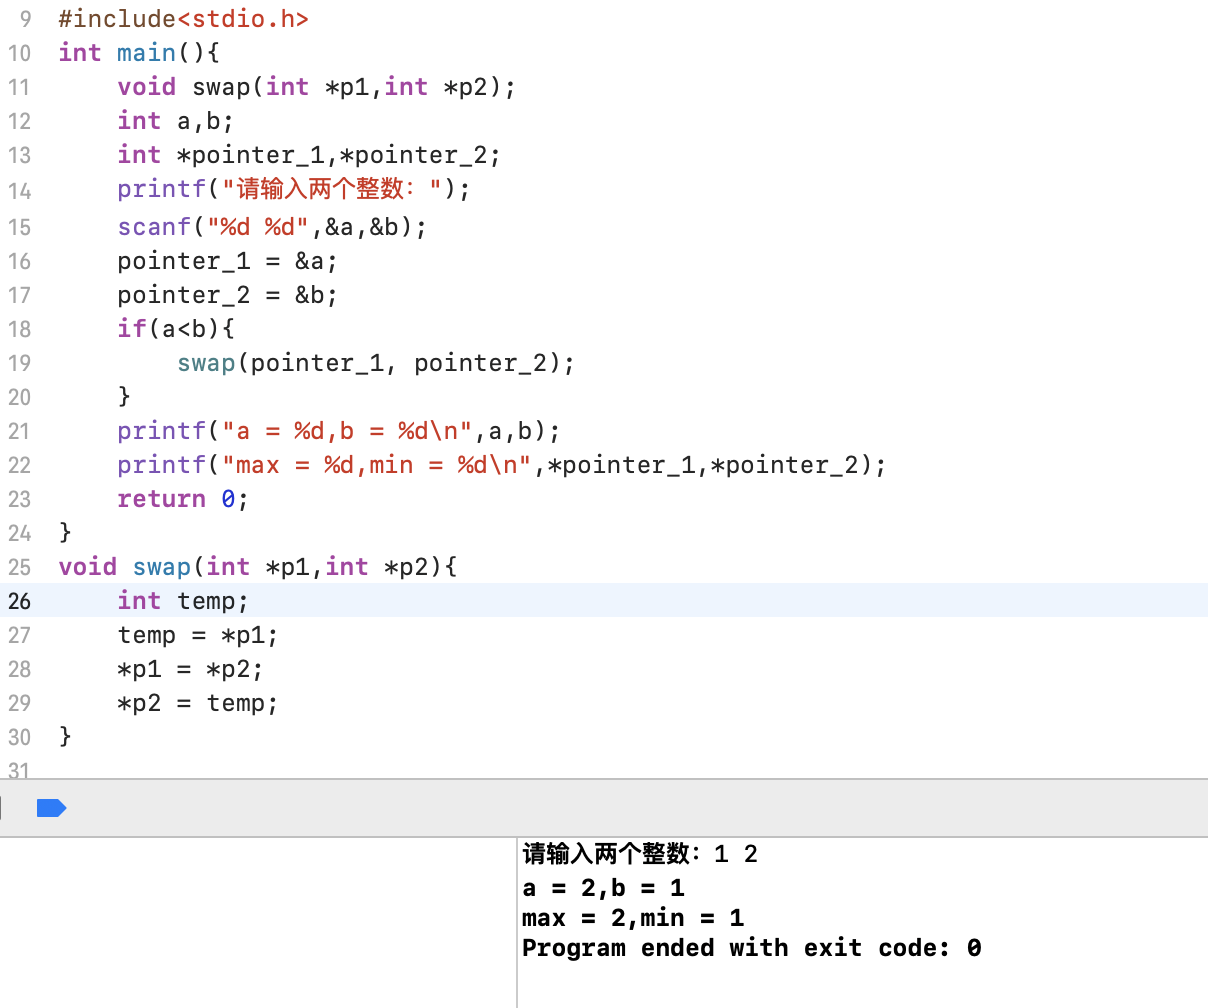 9 #include<stdio.h>
10 int main(){
11     void swap(int *p1,int *p2);
12     int a,b;
13     int *pointer_1,*pointer_2;
14     printf("请输入两个整数：");
15     scanf("%d %d",&a,&b);
16     pointer_1 = &a;
17     pointer_2 = &b;
18     if(a<b){
19         swap(pointer_1, pointer_2);
20     }
21     printf("a = %d,b = %d\n",a,b);
22     printf("max = %d,min = %d\n",*pointer_1,*pointer_2);
23     return 0;
24 }
25 void swap(int *p1,int *p2){
26     int temp;
27     temp = *p1;
28     *p1 = *p2;
29     *p2 = temp;
30 }
31
请输入两个整数：1 2
a = 2,b = 1
max = 2,min = 1
Program ended with exit code: 0